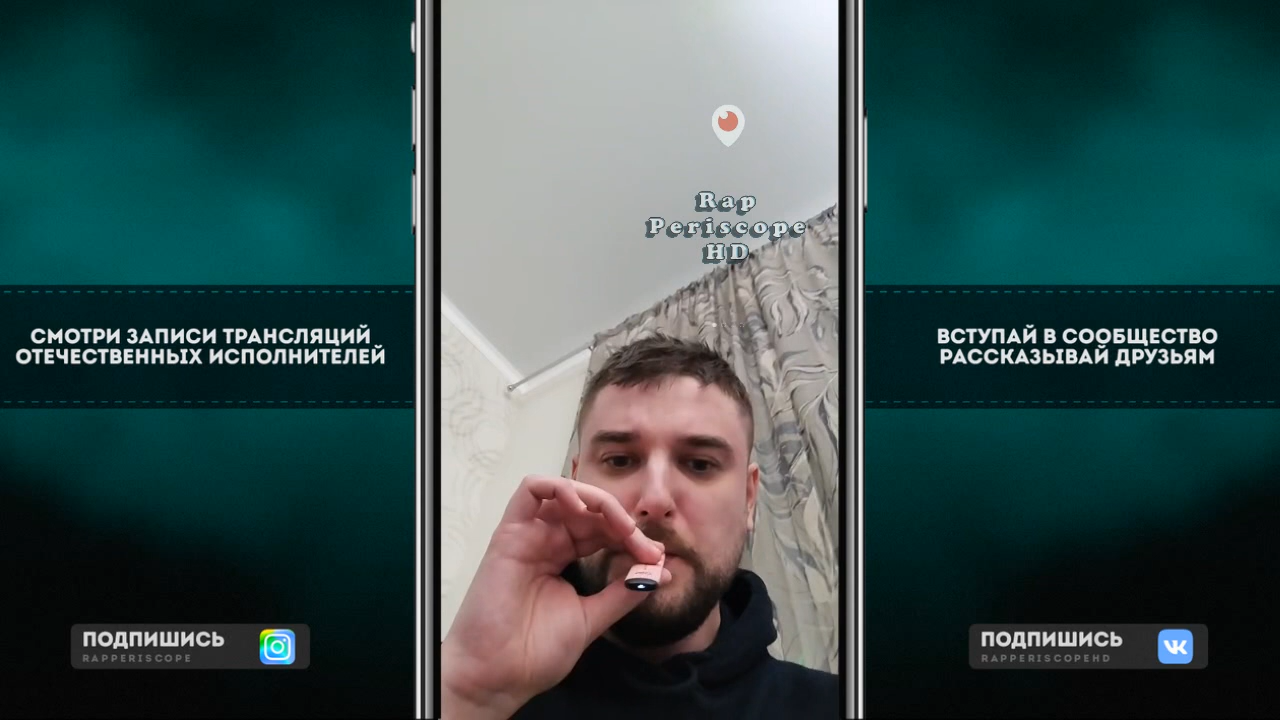 Rap
Periscope
HD
СМОТРИ ЗАПИСИ ТРАНСЛЯЦИЙ
ОТЕЧЕСТВЕННЫХ ИСПОЛНИТЕЛЕЙ
ВСТУПАЙ В СООБЩЕСТВО
РАССКАЗЫВАЙ ДРУЗЬЯМ
ПОДПИШИСЬ
RAPPERISCOPE
ПОДПИШИСЬ
RAPPERISCOPEHD